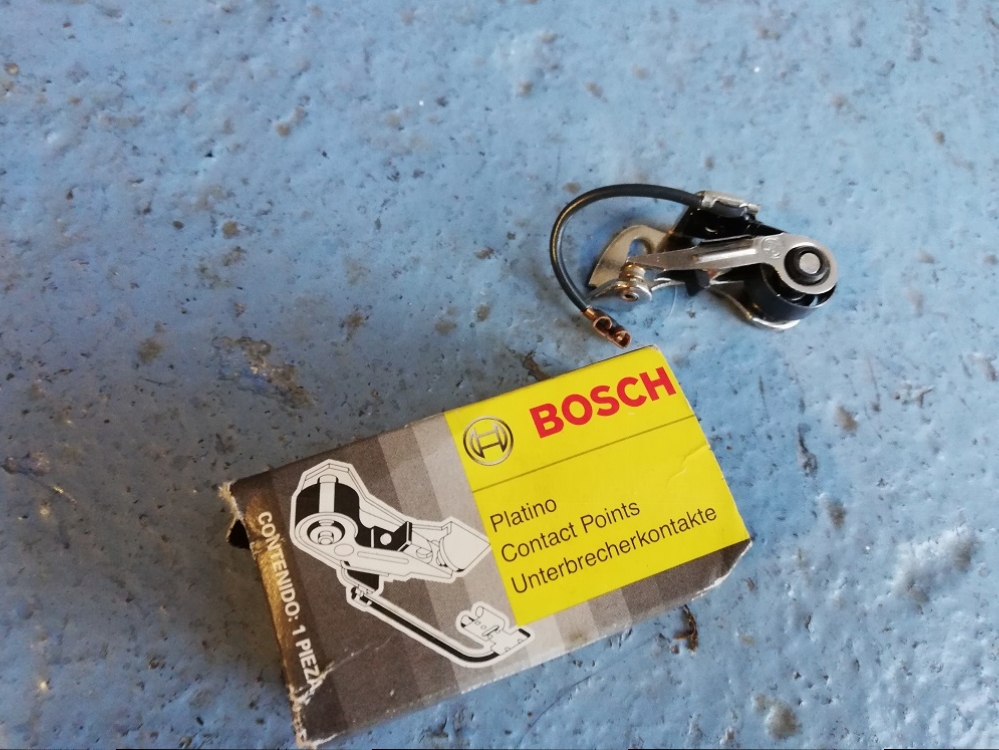 BOSCH
Platino
Contact Points
Unterbrecherkontakte
CONTENIDO: 1 PIEZA